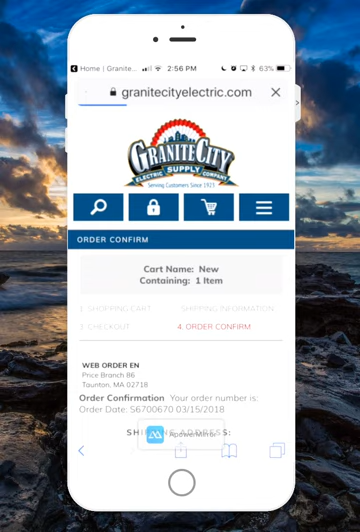 Home | Granite... 2:56 PM 63%
granitecityelectric.com
GRANITE CITY
ELECTRIC SUPPLY COMPANY
Serving Customers Since 1923
ORDER CONFIRM
Cart Name: New
Containing: 1 Item
1. SHOPPING CART SHIPPING INFORMATION
3. CHECKOUT 4. ORDER CONFIRM
WEB ORDER EN
Price Branch 86
Taunton, MA 02718
Order Confirmation Your order number is:
Order Date: S6700670 03/15/2018
SHIPPING ADDRESS:
ApowerMirror